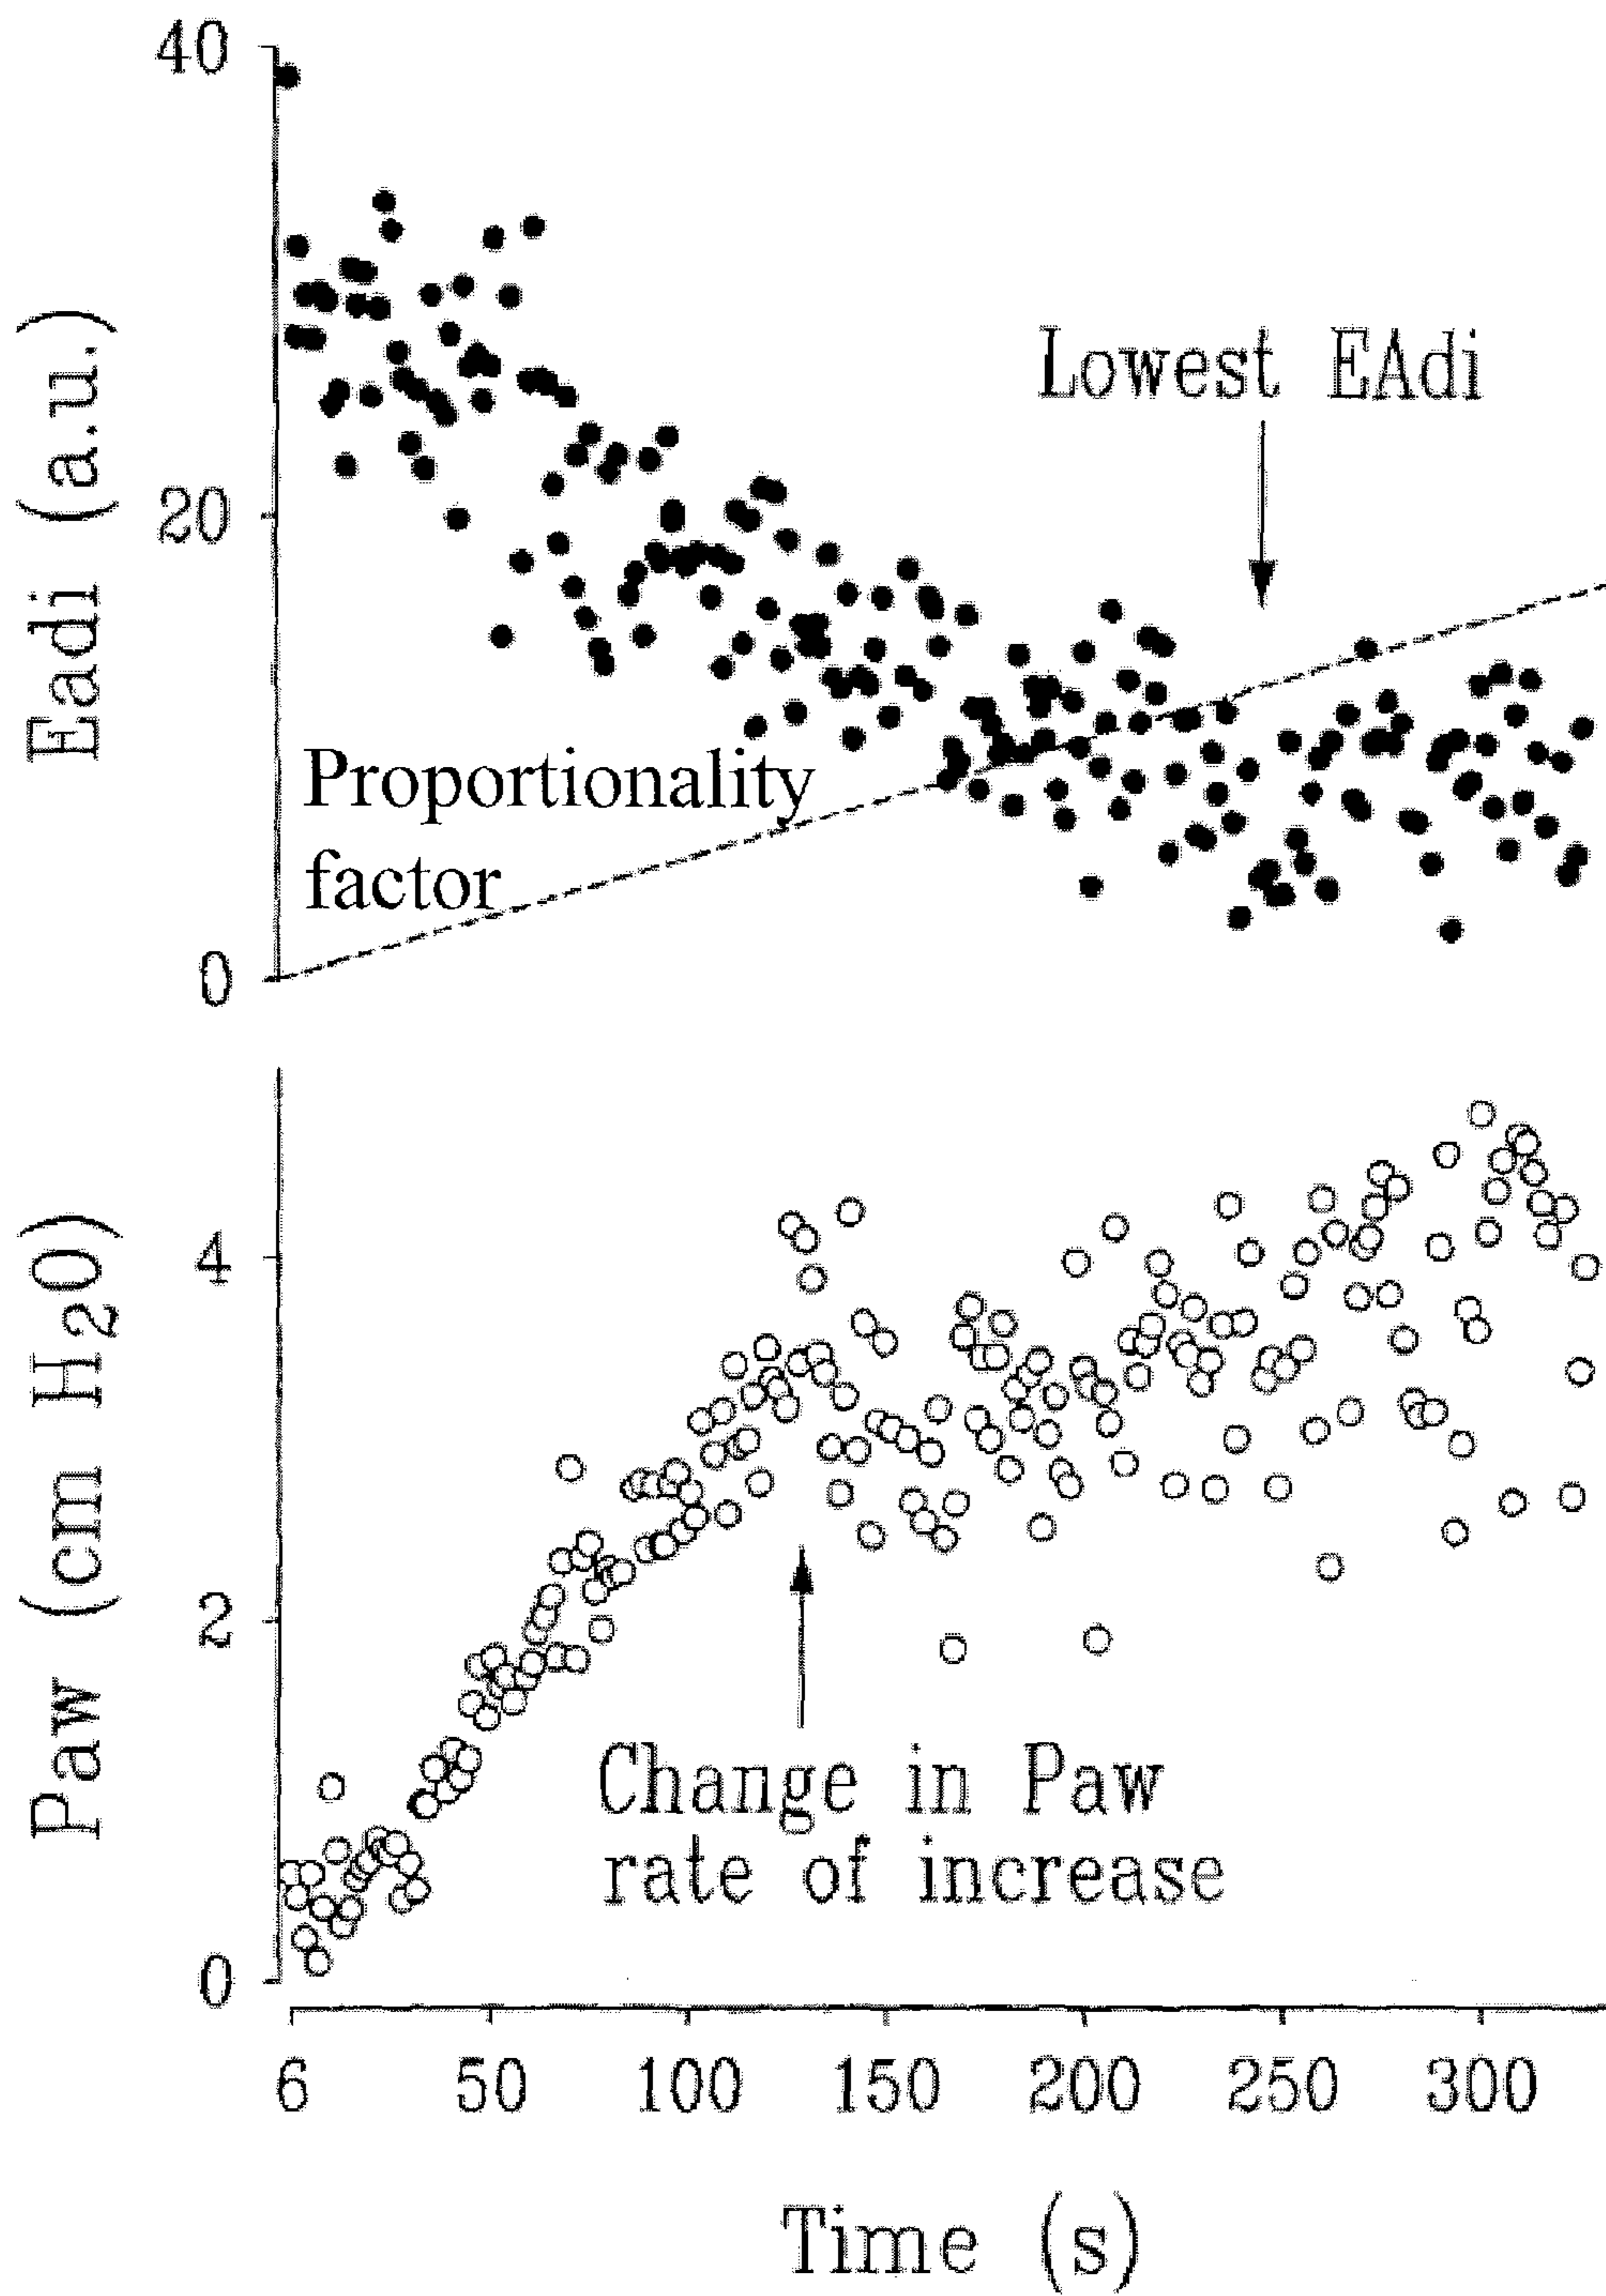 40
Eadi (a.u.)
Lowest EAdi
20
Proportionality
factor
0
Paw (cm H₂0)
4
2
Change in Paw
rate of increase
0
6 50 100 150 200 250 300
Time (s)